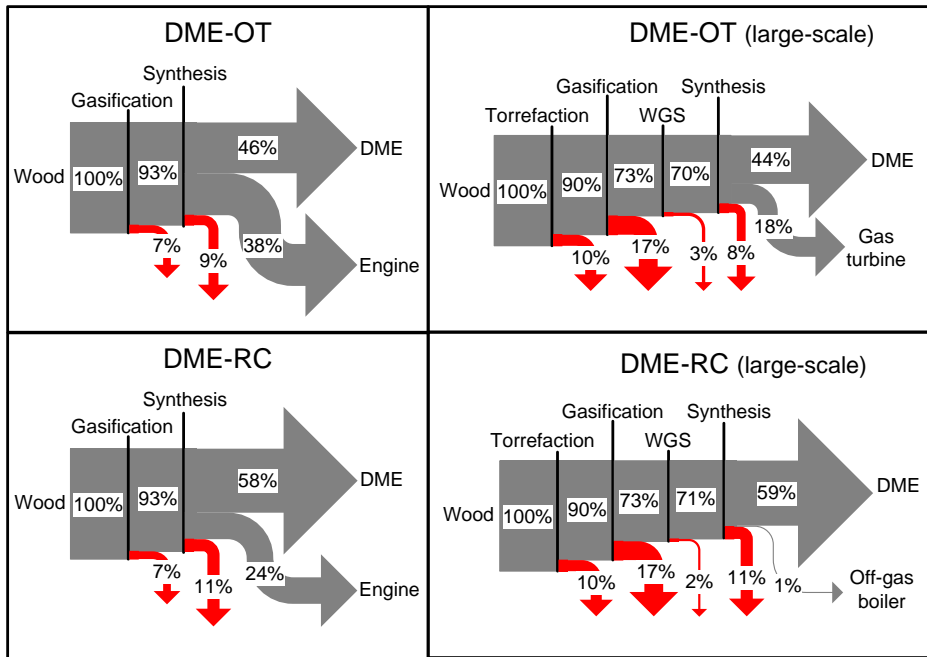 DME-OT
Synthesis
Gasification
Wood
100%
93%
46%
DME
7%
9%
38%
Engine
DME-OT (large-scale)
Gasification
Synthesis
Torrefaction
WGS
Wood
100%
90%
73%
70%
44%
DME
10%
17%
3%
8%
18%
Gas
turbine
DME-RC
Synthesis
Gasification
Wood
100%
93%
58%
DME
7%
11%
24%
Engine
DME-RC (large-scale)
Gasification
Synthesis
Torrefaction
WGS
Wood
100%
90%
73%
71%
59%
DME
10%
17%
2%
11%
1%
Off-gas
boiler